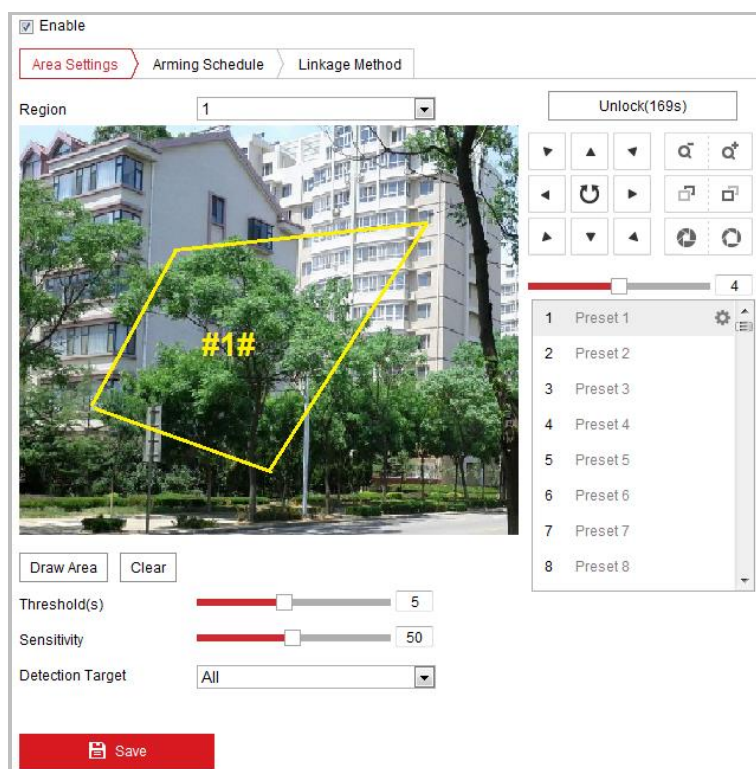 Enable
Area Settings
Arming Schedule
Linkage Method
Region
1
Unlock(169s)
#1#
4
1 Preset 1
2 Preset 2
3 Preset 3
4 Preset 4
5 Preset 5
6 Preset 6
7 Preset 7
8 Preset 8
Draw Area
Clear
Threshold(s)
5
Sensitivity
50
Detection Target
All
Save